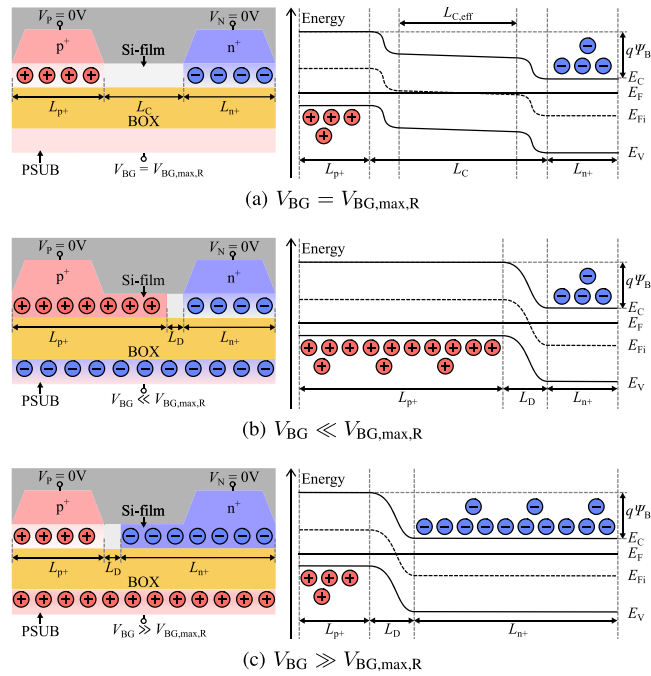 V_P = 0V V_N = 0V
p⁺ Si-film n⁺
+ + + + − − − −
L_p+ L_C L_n+
BOX
PSUB V_BG = V_BG,max,R
Energy L_C,eff
− qΨ_B
− − − E_C
E_F
+ + + E_Fi
+
E_V
L_p+ L_C L_n+
(a) V_BG = V_BG,max,R
V_P = 0V V_N = 0V
p⁺ Si-film n⁺
+ + + + + + + − − − −
L_p+ L_D L_n+
BOX
− − − − − − − − − − −
PSUB V_BG ≪ V_BG,max,R
Energy
− qΨ_B
− − − E_C
E_F
+ + + + + + + + + E_Fi
+ + +
E_V
L_p+ L_D L_n+
(b) V_BG ≪ V_BG,max,R
V_P = 0V V_N = 0V
p⁺ Si-film n⁺
+ + + + − − − − − − −
L_p+ L_D L_n+
BOX
+ + + + + + + + + + +
PSUB V_BG ≫ V_BG,max,R
Energy
− − − qΨ_B
− − − − − − − − − E_C
E_F
+ + + E_Fi
+
E_V
L_p+ L_D L_n+
(c) V_BG ≫ V_BG,max,R